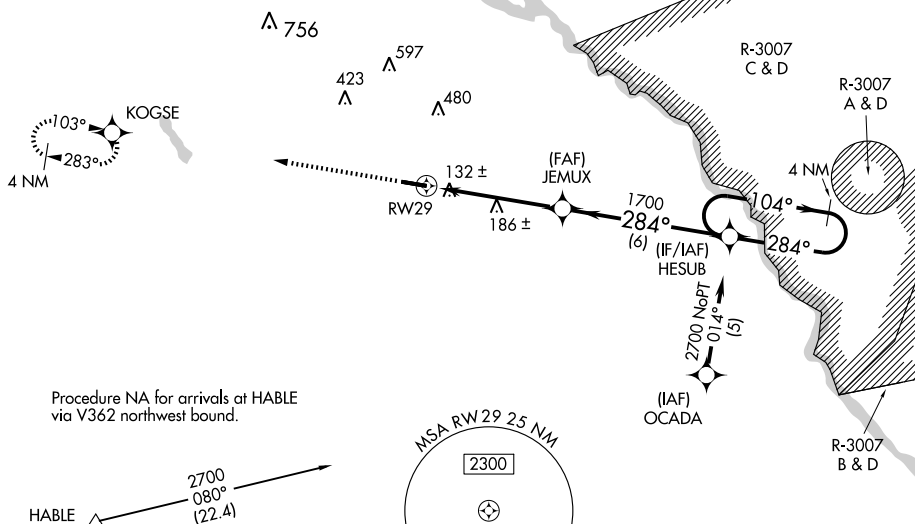 756
597
423
480
R-3007
C & D
R-3007
A & D
KOGSE
103°
283°
4 NM
(FAF)
JEMUX
132 ±
RW29
186 ±
1700
284°
(6)
4 NM
104°
284°
(IF/IAF)
HESUB
2700 NoPT
014°
(5)
(IAF)
OCADA
R-3007
B & D
Procedure NA for arrivals at HABLE
via V362 northwest bound.
MSA RW29 25 NM
2300
2700
080°
(22.4)
HABLE